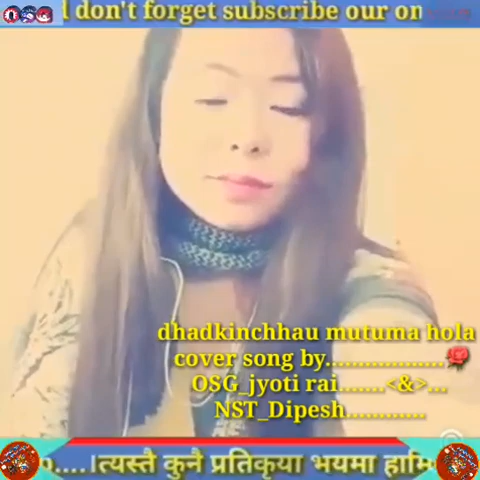 l don't forget subscribe our on
dhadkinchhau mutuma hola
cover song by..................🌹
OSG_jyoti rai.......<&>...
NST_Dipesh............
....।त्यस्तै कुनै प्रतिकृया भयमा हामि